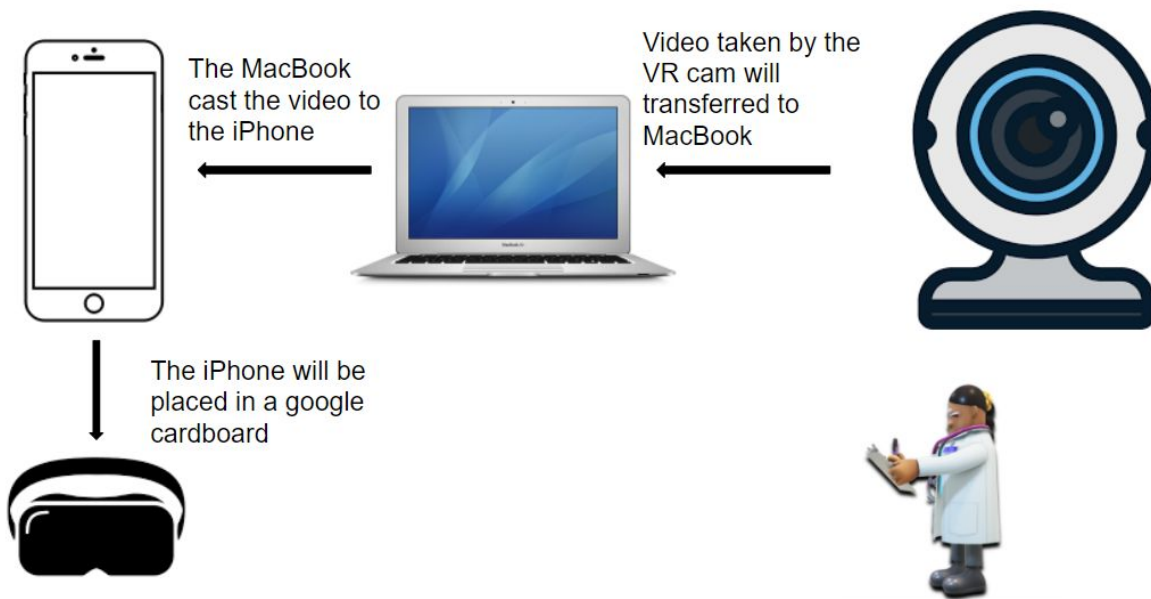 The MacBook
cast the video to
the iPhone
Video taken by the
VR cam will
transferred to
MacBook
The iPhone will be
placed in a google
cardboard